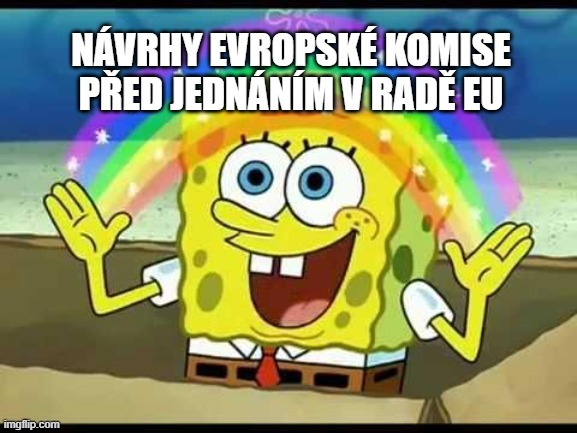 NÁVRHY EVROPSKÉ KOMISE
PŘED JEDNÁNÍM V RADĚ EU
imgflip.com